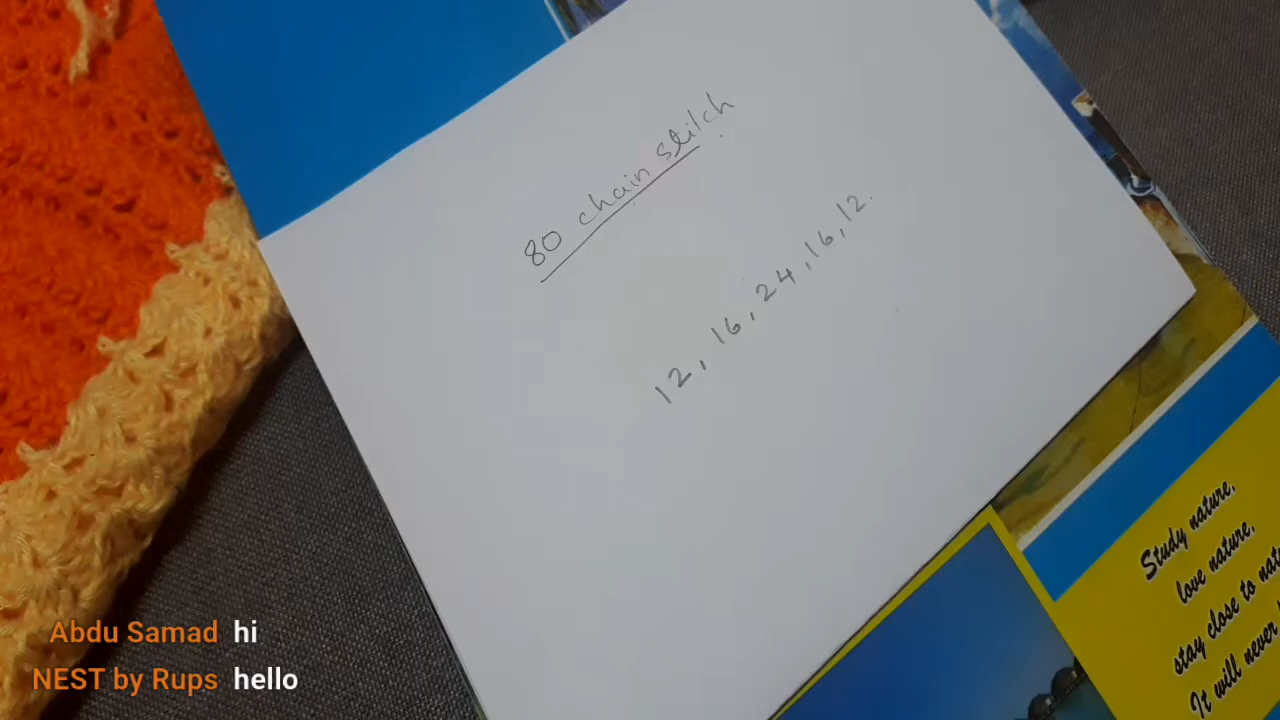 80 chain stitch
12, 16, 24, 16, 12.
Study nature,
love nature,
stay close to
It will never
Abdu Samad hi
NEST by Rups hello